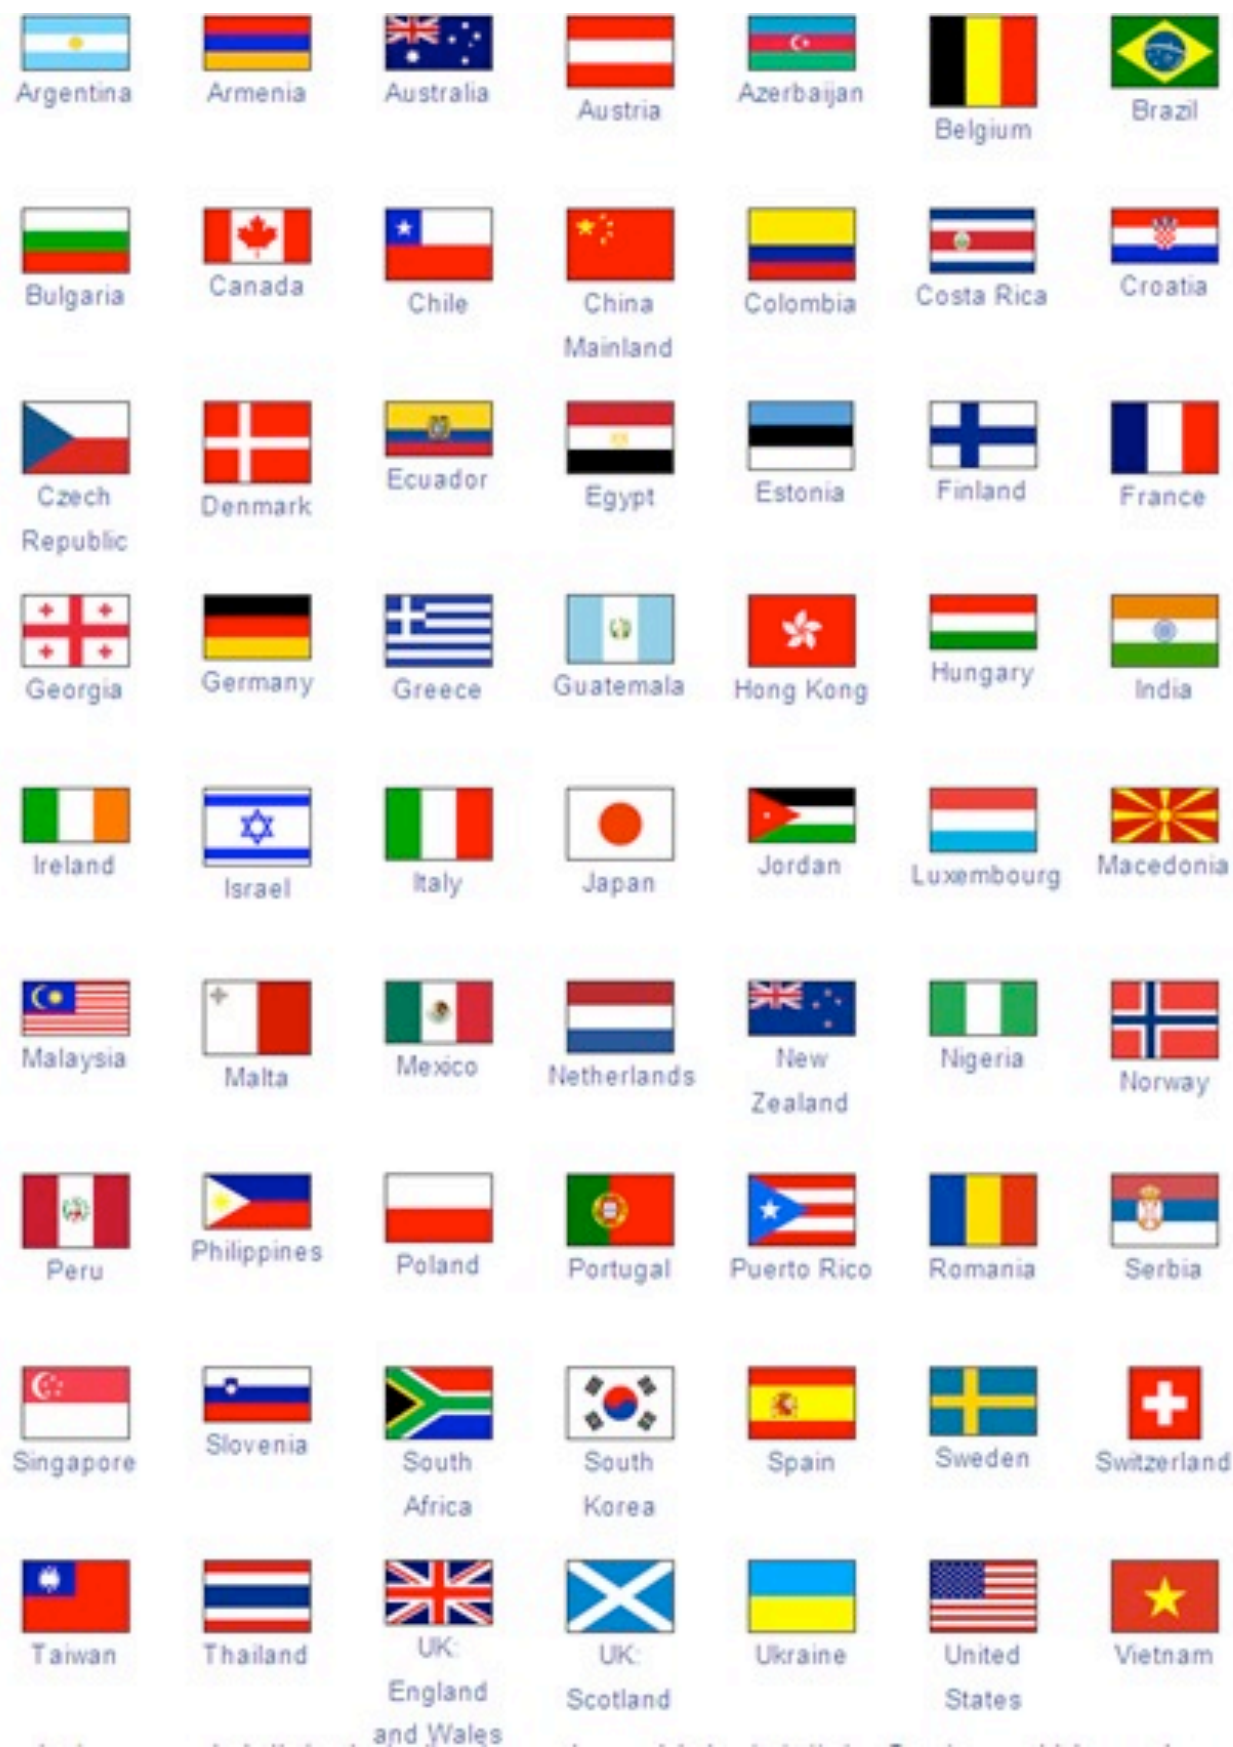 Argentina
Armenia
Australia
Austria
Azerbaijan
Belgium
Brazil
Bulgaria
Canada
Chile
China
Mainland
Colombia
Costa Rica
Croatia
Czech
Republic
Denmark
Ecuador
Egypt
Estonia
Finland
France
Georgia
Germany
Greece
Guatemala
Hong Kong
Hungary
India
Ireland
Israel
Italy
Japan
Jordan
Luxembourg
Macedonia
Malaysia
Malta
Mexico
Netherlands
New
Zealand
Nigeria
Norway
Peru
Philippines
Poland
Portugal
Puerto Rico
Romania
Serbia
Singapore
Slovenia
South
Africa
South
Korea
Spain
Sweden
Switzerland
Taiwan
Thailand
UK:
England
and Wales
UK:
Scotland
Ukraine
United
States
Vietnam